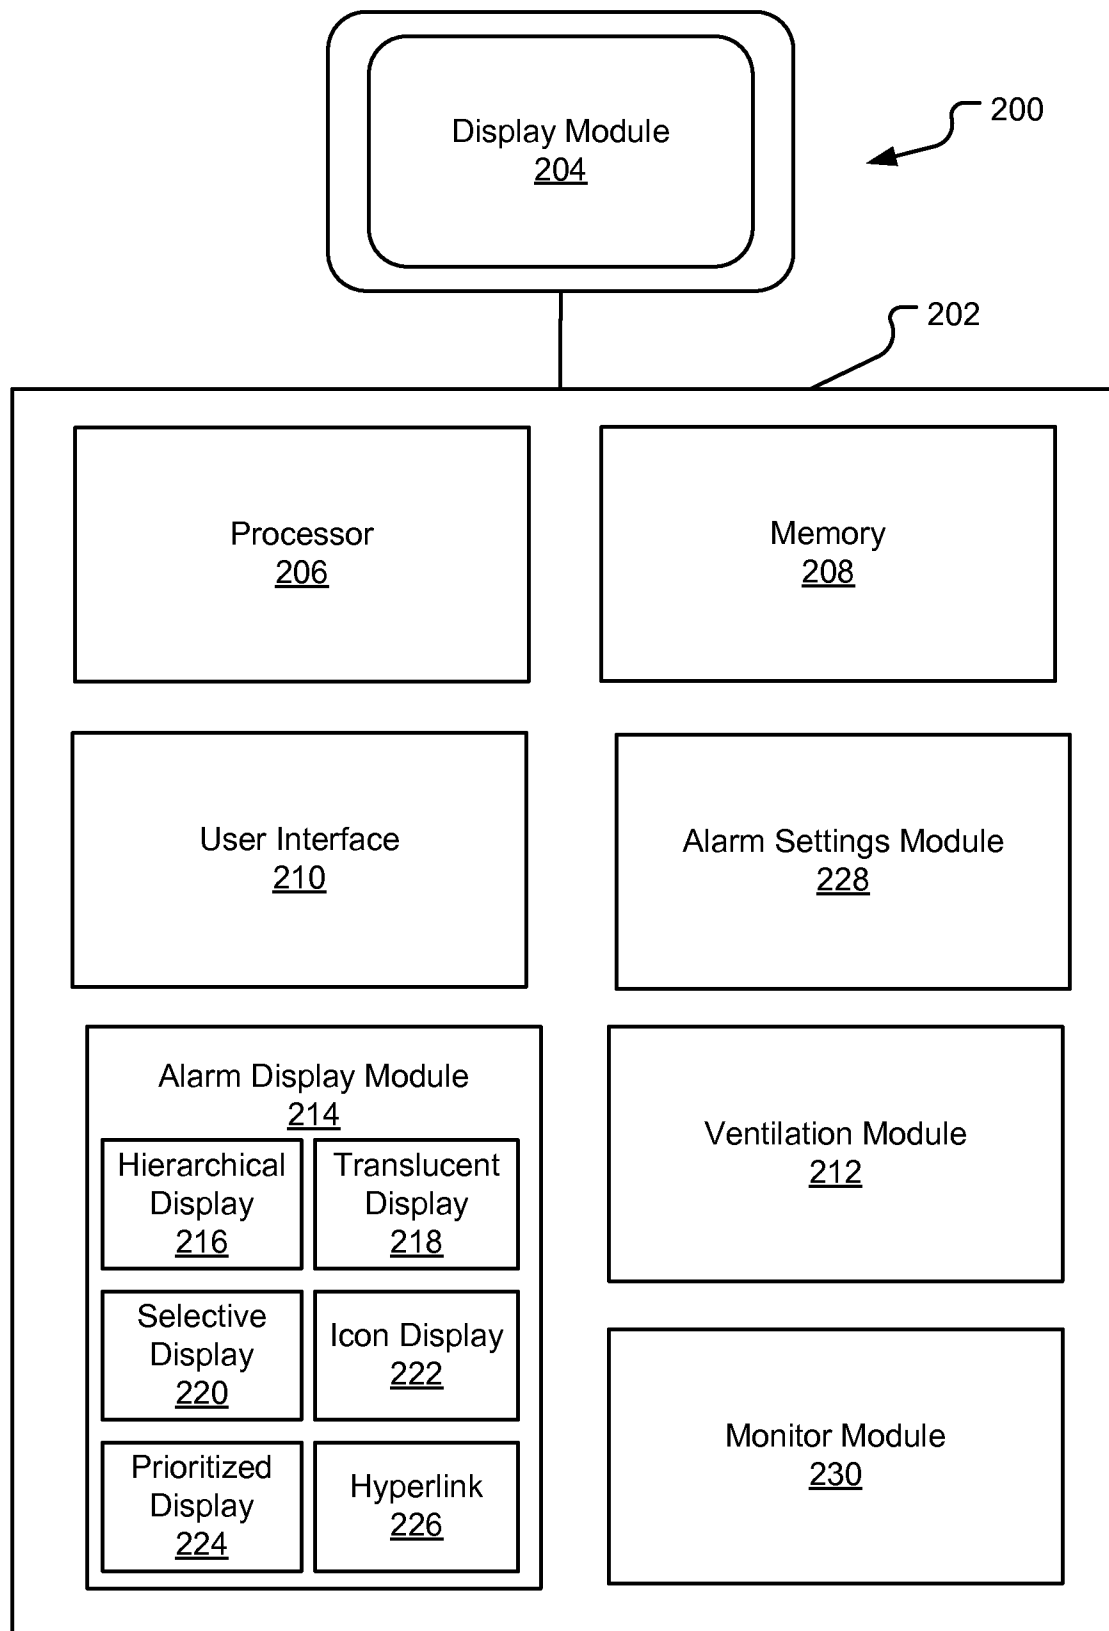 Display Module
204
200
202
Processor
206
Memory
208
User Interface
210
Alarm Settings Module
228
Alarm Display Module
214
Hierarchical
Display
216
Translucent
Display
218
Selective
Display
220
Icon Display
222
Prioritized
Display
224
Hyperlink
226
Ventilation Module
212
Monitor Module
230